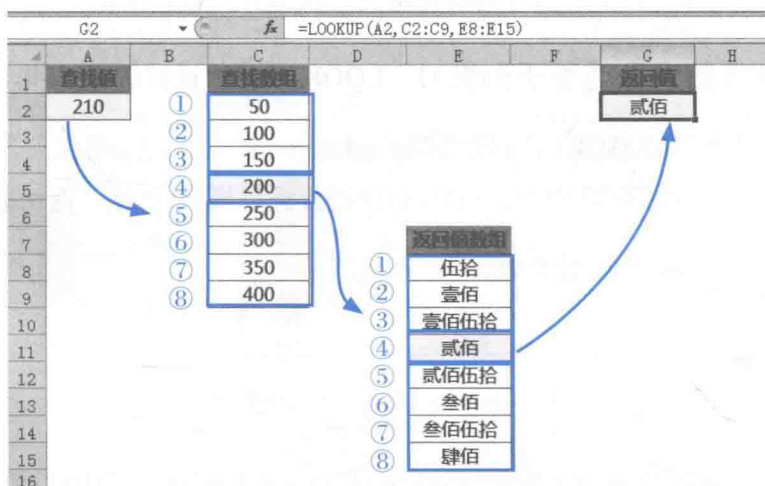 G2 fx =LOOKUP(A2,C2:C9,E8:E15)
A B C D E F G H
1 查找值 查找数组 返回值
2 210 ① 50 贰佰
3 ② 100
4 ③ 150
5 ④ 200
6 ⑤ 250
7 ⑥ 300 返回值数组
8 ⑦ 350 ① 伍拾
9 ⑧ 400 ② 壹佰
10 ③ 壹佰伍拾
11 ④ 贰佰
12 ⑤ 贰佰伍拾
13 ⑥ 叁佰
14 ⑦ 叁佰伍拾
15 ⑧ 肆佰
16